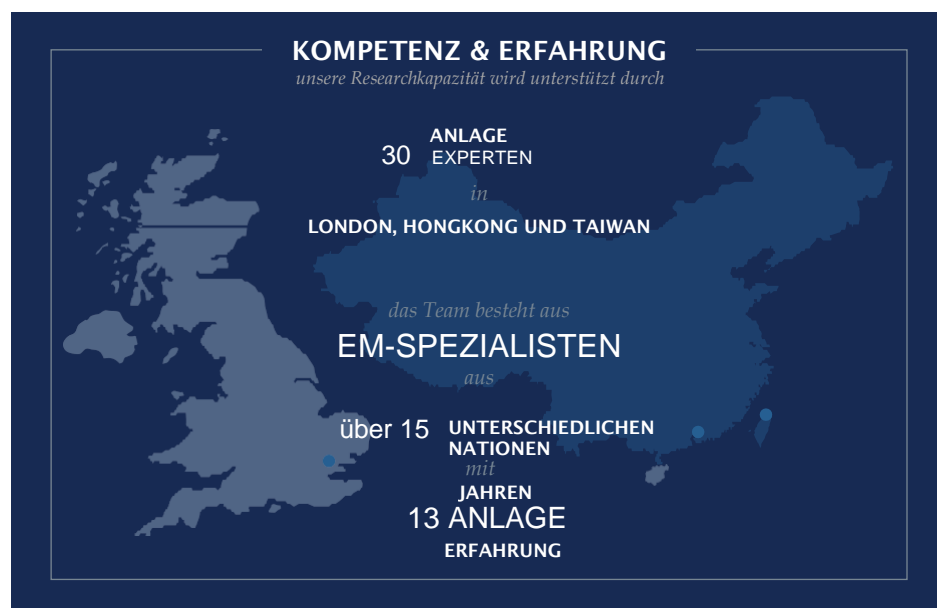 KOMPETENZ & ERFAHRUNG
unsere Researchkapazität wird unterstützt durch
ANLAGE
30 EXPERTEN
in
LONDON, HONGKONG UND TAIWAN
das Team besteht aus
EM-SPEZIALISTEN
aus
über 15 UNTERSCHIEDLICHEN
NATIONEN
mit
JAHREN
13 ANLAGE
ERFAHRUNG